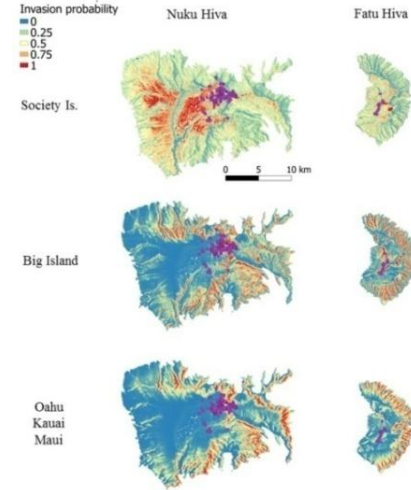 Invasion probability
0
0.25
0.5
0.75
1
Nuku Hiva
Fatu Hiva
Society Is.
0 5 10 km
Big Island
Oahu
Kauai
Maui